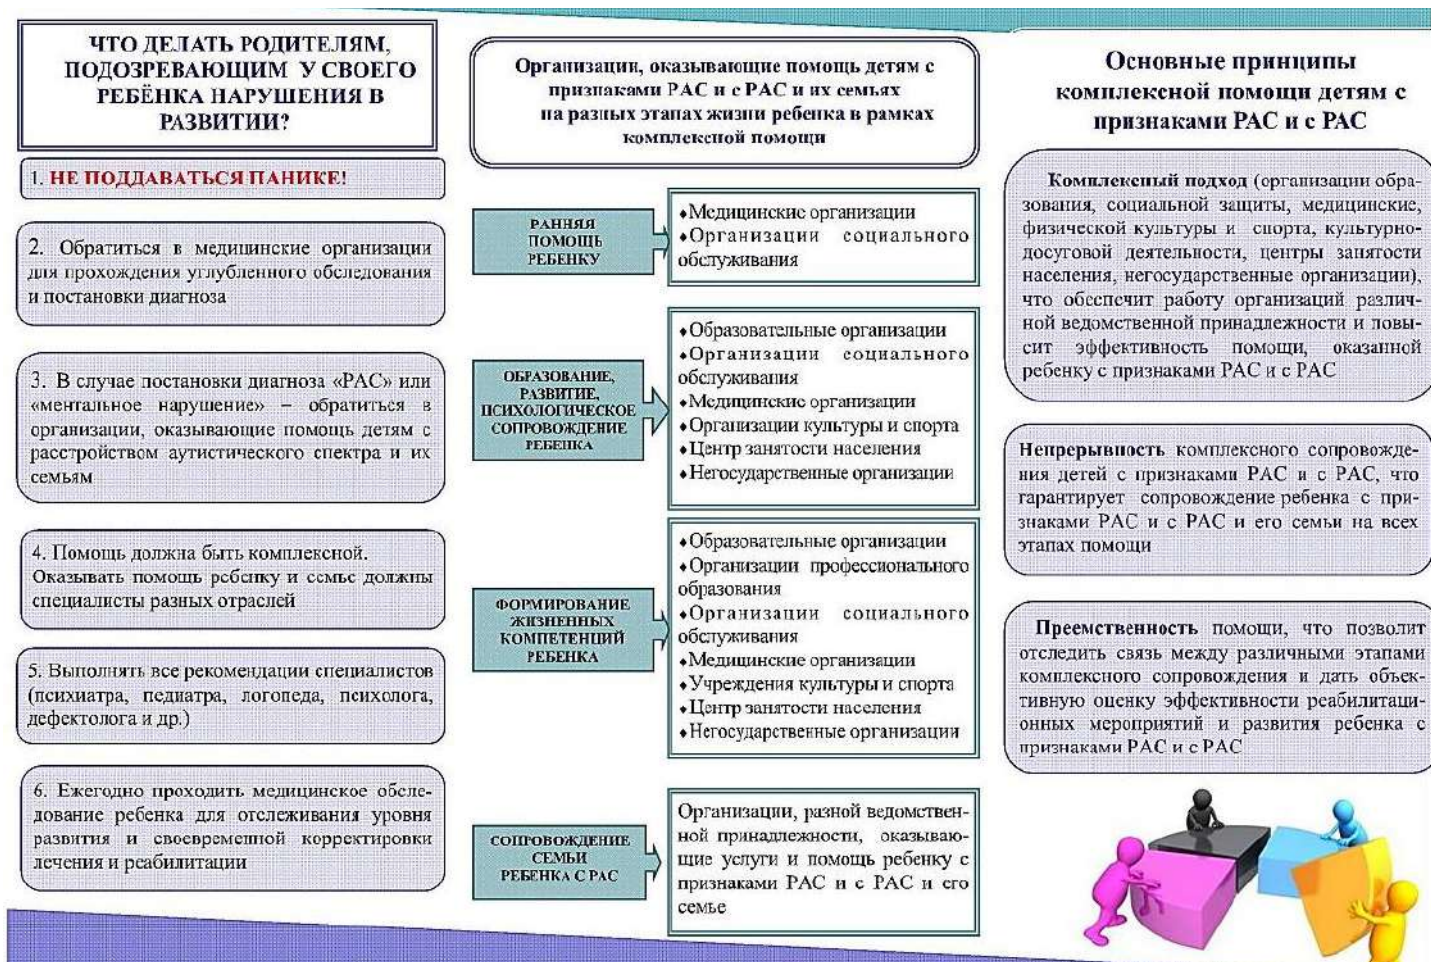 ЧТО ДЕЛАТЬ РОДИТЕЛЯМ,
ПОДОЗРЕВАЮЩИМ У СВОЕГО
РЕБЁНКА НАРУШЕНИЯ В
РАЗВИТИИ?
1. НЕ ПОДДАВАТЬСЯ ПАНИКЕ!
2. Обратиться в медицинские организации
для прохождения углубленного обследования
и постановки диагноза
3. В случае постановки диагноза «РАС» или
«ментальное нарушение» – обратиться в
организации, оказывающие помощь детям с
расстройством аутистического спектра и их
семьям
4. Помощь должна быть комплексной.
Оказывать помощь ребенку и семье должны
специалисты разных отраслей
5. Выполнять все рекомендации специалистов
(психиатра, педиатра, логопеда, психолога,
дефектолога и др.)
6. Ежегодно проходить медицинское обсле-
дование ребенка для отслеживания уровня
развития и своевременной корректировки
лечения и реабилитации
Организации, оказывающие помощь детям с
признаками РАС и с РАС и их семьях
на разных этапах жизни ребенка в рамках
комплексной помощи
РАННЯЯ
ПОМОЩЬ
РЕБЕНКУ
♦Медицинские организации
♦Организации социального
обслуживания
ОБРАЗОВАНИЕ,
РАЗВИТИЕ,
ПСИХОЛОГИЧЕСКОЕ
СОПРОВОЖДЕНИЕ
РЕБЕНКА
♦Образовательные организации
♦Организации социального
обслуживания
♦Медицинские организации
♦Организации культуры и спорта
♦Центр занятости населения
♦Негосударственные организации
ФОРМИРОВАНИЕ
ЖИЗНЕННЫХ
КОМПЕТЕНЦИЙ
РЕБЕНКА
♦Образовательные организации
♦Организации профессионального
образования
♦Организации социального
обслуживания
♦Медицинские организации
♦Учреждения культуры и спорта
♦Центр занятости населения
♦Негосударственные организации
СОПРОВОЖДЕНИЕ
СЕМЬИ
РЕБЕНКА С РАС
Организации, разной ведомствен-
ной принадлежности, оказываю-
щие услуги и помощь ребенку с
признаками РАС и с РАС и его
семье
Основные принципы
комплексной помощи детям с
признаками РАС и с РАС
Комплексный подход (организации обра-
зования, социальной защиты, медицинские,
физической культуры и спорта, культурно-
досуговой деятельности, центры занятости
населения, негосударственные организации),
что обеспечит работу организаций различ-
ной ведомственной принадлежности и повы-
сит эффективность помощи, оказанной
ребенку с признаками РАС и с РАС
Непрерывность комплексного сопровожде-
ния детей с признаками РАС и с РАС, что
гарантирует сопровождение ребенка с при-
знаками РАС и с РАС и его семьи на всех
этапах помощи
Преемственность помощи, что позволит
отследить связь между различными этапами
комплексного сопровождения и дать объек-
тивную оценку эффективности реабилитаци-
онных мероприятий и развития ребенка с
признаками РАС и с РАС